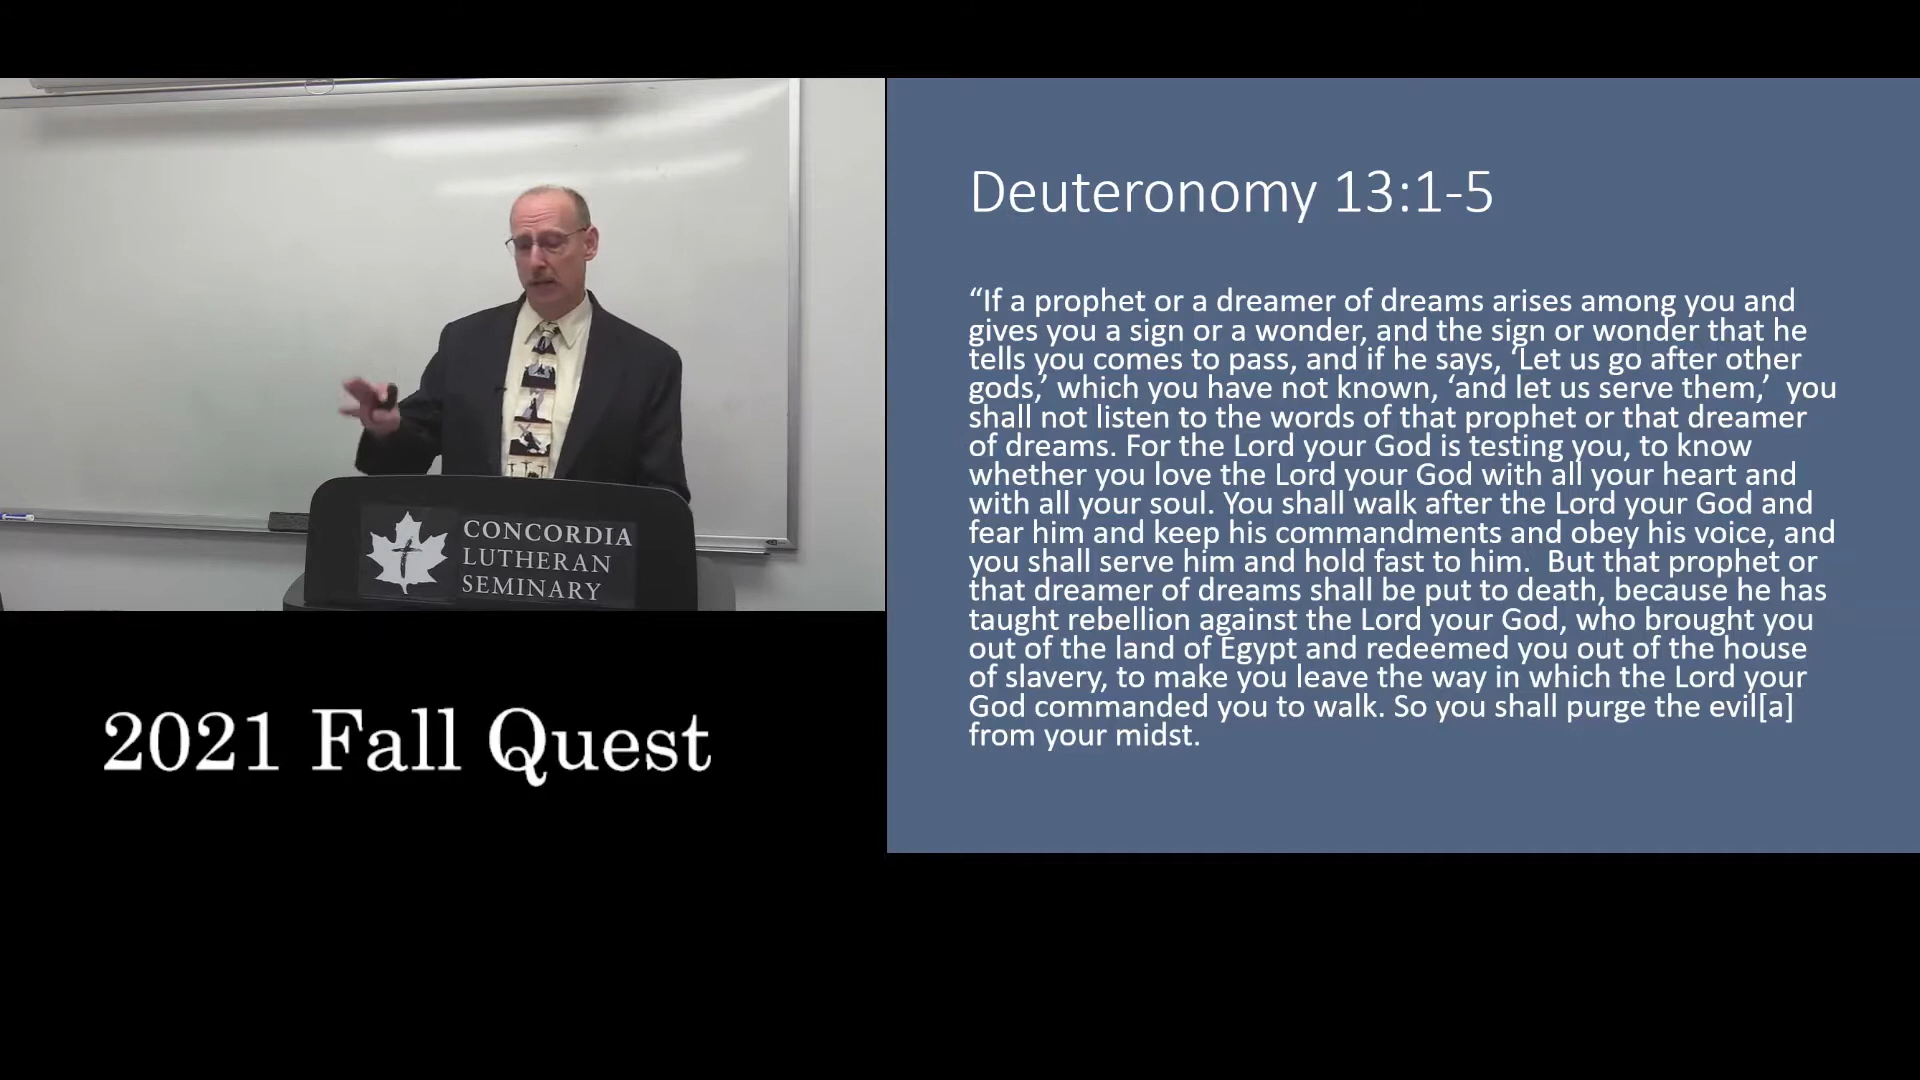 CONCORDIA
LUTHERAN
SEMINARY
2021 Fall Quest
Deuteronomy 13:1-5
“If a prophet or a dreamer of dreams arises among you and
gives you a sign or a wonder, and the sign or wonder that he
tells you comes to pass, and if he says, ‘Let us go after other
gods,’ which you have not known, ‘and let us serve them,’  you
shall not listen to the words of that prophet or that dreamer
of dreams. For the Lord your God is testing you, to know
whether you love the Lord your God with all your heart and
with all your soul. You shall walk after the Lord your God and
fear him and keep his commandments and obey his voice, and
you shall serve him and hold fast to him.  But that prophet or
that dreamer of dreams shall be put to death, because he has
taught rebellion against the Lord your God, who brought you
out of the land of Egypt and redeemed you out of the house
of slavery, to make you leave the way in which the Lord your
God commanded you to walk. So you shall purge the evil[a]
from your midst.